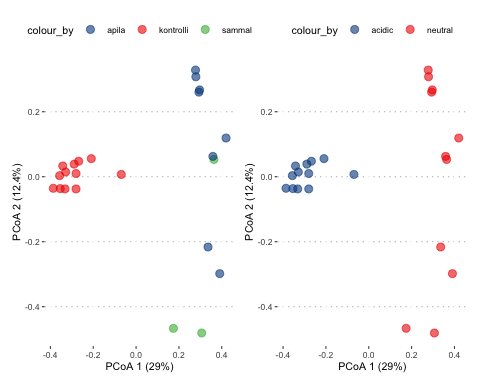 colour_by apila kontrolli sammal
PCoA 2 (12.4%)
0.2
0.0
-0.2
-0.4
-0.4 -0.2 0.0 0.2 0.4
PCoA 1 (29%)
colour_by acidic neutral
PCoA 2 (12.4%)
0.2
0.0
-0.2
-0.4
-0.4 -0.2 0.0 0.2 0.4
PCoA 1 (29%)